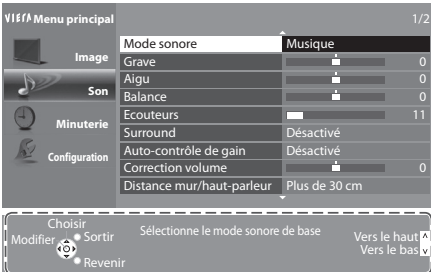 VIErA Menu principal 1/2
Image
Son
Minuterie
Configuration
Mode sonore Musique
Grave 0
Aigu 0
Balance 0
Ecouteurs 11
Surround Désactivé
Auto-contrôle de gain Désactivé
Correction volume 0
Distance mur/haut-parleur Plus de 30 cm
Choisir
Modifier
Sortir
Revenir
Sélectionne le mode sonore de base
Vers le haut
Vers le bas